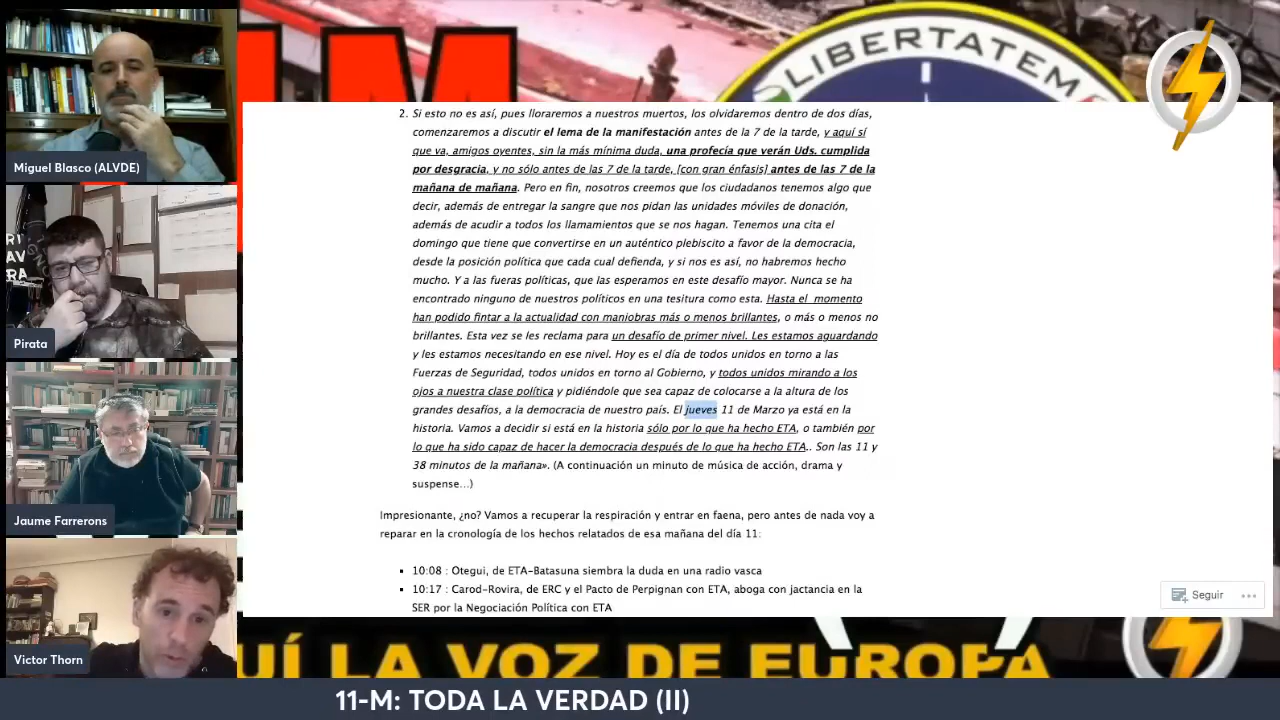 LIBERTATEM
Miguel Blasco (ALVDE)
Pirata
Jaume Farrerons
Victor Thorn
2. Si esto no es así, pues lloraremos a nuestros muertos, los olvidaremos dentro de dos días,
comenzaremos a discutir el lema de la manifestación antes de la 7 de la tarde, y aquí sí
que va, amigos oyentes, sin la más mínima duda, una profecía que verán Uds. cumplida
por desgracia, y no sólo antes de las 7 de la tarde, [con gran énfasis] antes de las 7 de la
mañana de mañana. Pero en fin, nosotros creemos que los ciudadanos tenemos algo que
decir, además de entregar la sangre que nos pidan las unidades móviles de donación,
además de acudir a todos los llamamientos que se nos hagan. Tenemos una cita el
domingo que tiene que convertirse en un auténtico plebiscito a favor de la democracia,
desde la posición política que cada cual defienda, y si nos es así, no habremos hecho
mucho. Y a las fueras políticas, que las esperamos en este desafío mayor. Nunca se ha
encontrado ninguno de nuestros políticos en una tesitura como esta. Hasta el momento
han podido fintar a la actualidad con maniobras más o menos brillantes, o más o menos no
brillantes. Esta vez se les reclama para un desafío de primer nivel. Les estamos aguardando
y les estamos necesitando en ese nivel. Hoy es el día de todos unidos en torno a las
Fuerzas de Seguridad, todos unidos en torno al Gobierno, y todos unidos mirando a los
ojos a nuestra clase política y pidiéndole que sea capaz de colocarse a la altura de los
grandes desafíos, a la democracia de nuestro país. El jueves 11 de Marzo ya está en la
historia. Vamos a decidir si está en la historia sólo por lo que ha hecho ETA, o también por
lo que ha sido capaz de hacer la democracia después de lo que ha hecho ETA.. Son las 11 y
38 minutos de la mañana». (A continuación un minuto de música de acción, drama y
suspense...)
Impresionante, ¿no? Vamos a recuperar la respiración y entrar en faena, pero antes de nada voy a
reparar en la cronología de los hechos relatados de esa mañana del día 11:
▪ 10:08 : Otegui, de ETA-Batasuna siembra la duda en una radio vasca
▪ 10:17 : Carod-Rovira, de ERC y el Pacto de Perpignan con ETA, aboga con jactancia en la
SER por la Negociación Política con ETA
Seguir
UÍ LA VOZ DE EUROPA
11-M: TODA LA VERDAD (II)